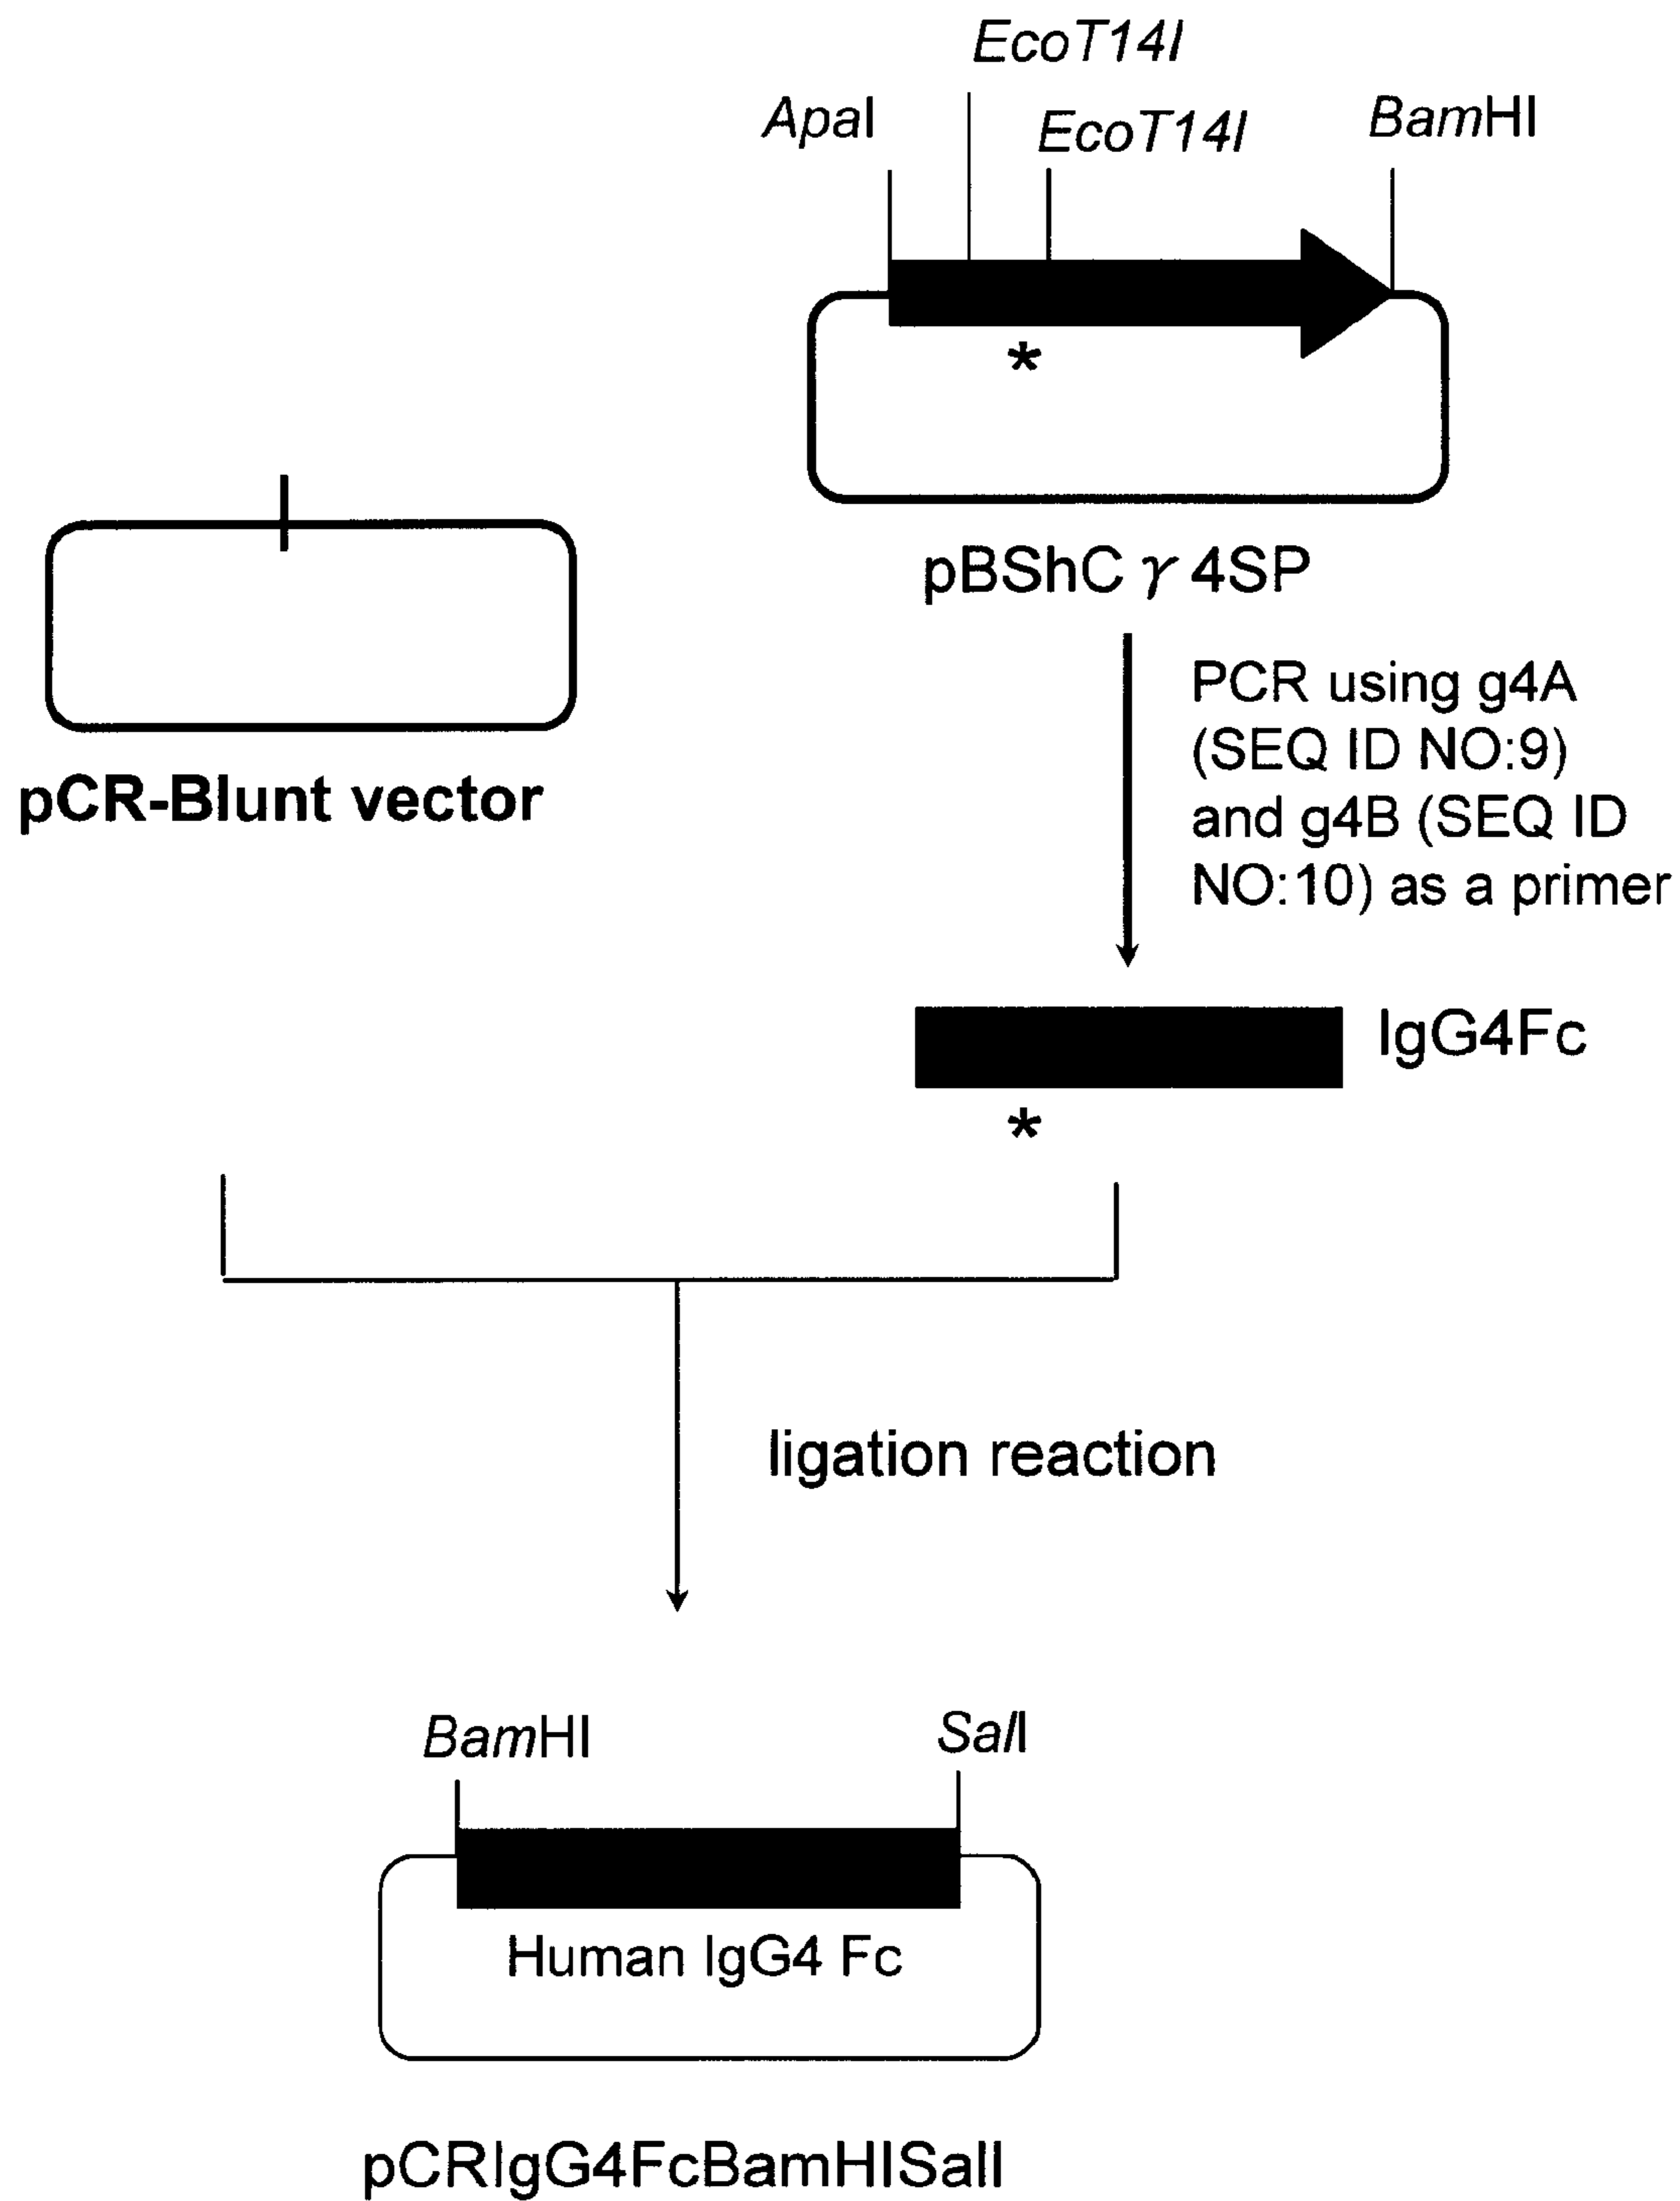 EcoT14I
ApaI
EcoT14I
BamHI
*
pBShCγ4SP
pCR-Blunt vector
PCR using g4A
(SEQ ID NO:9)
and g4B (SEQ ID
NO:10) as a primer
IgG4Fc
*
ligation reaction
BamHI
SalI
Human IgG4 Fc
pCRIgG4FcBamHISalI